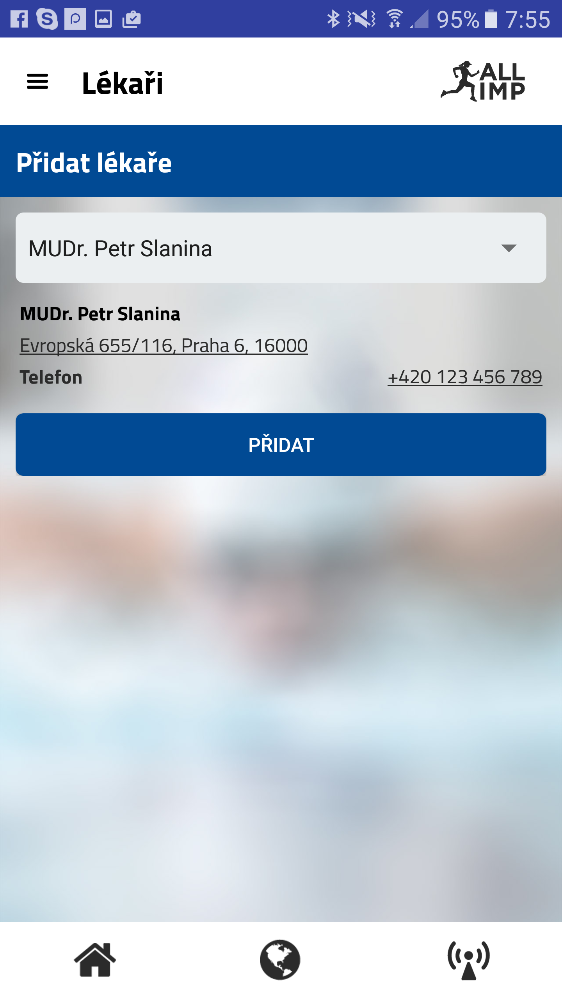 95% 7:55
Lékaři
ALL
IMP
Přidat lékaře
MUDr. Petr Slanina
MUDr. Petr Slanina
Evropská 655/116, Praha 6, 16000
Telefon +420 123 456 789
PŘIDAT